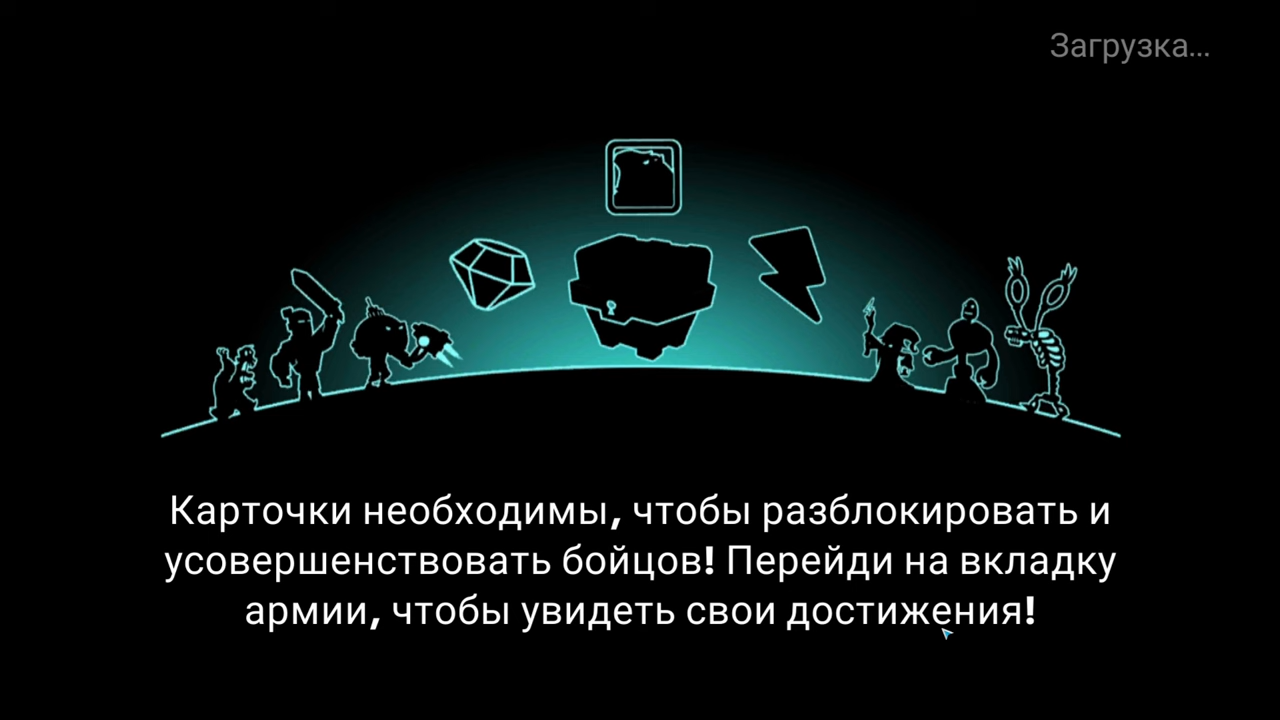 Загрузка...
Карточки необходимы, чтобы разблокировать и
усовершенствовать бойцов! Перейди на вкладку
армии, чтобы увидеть свои достижения!